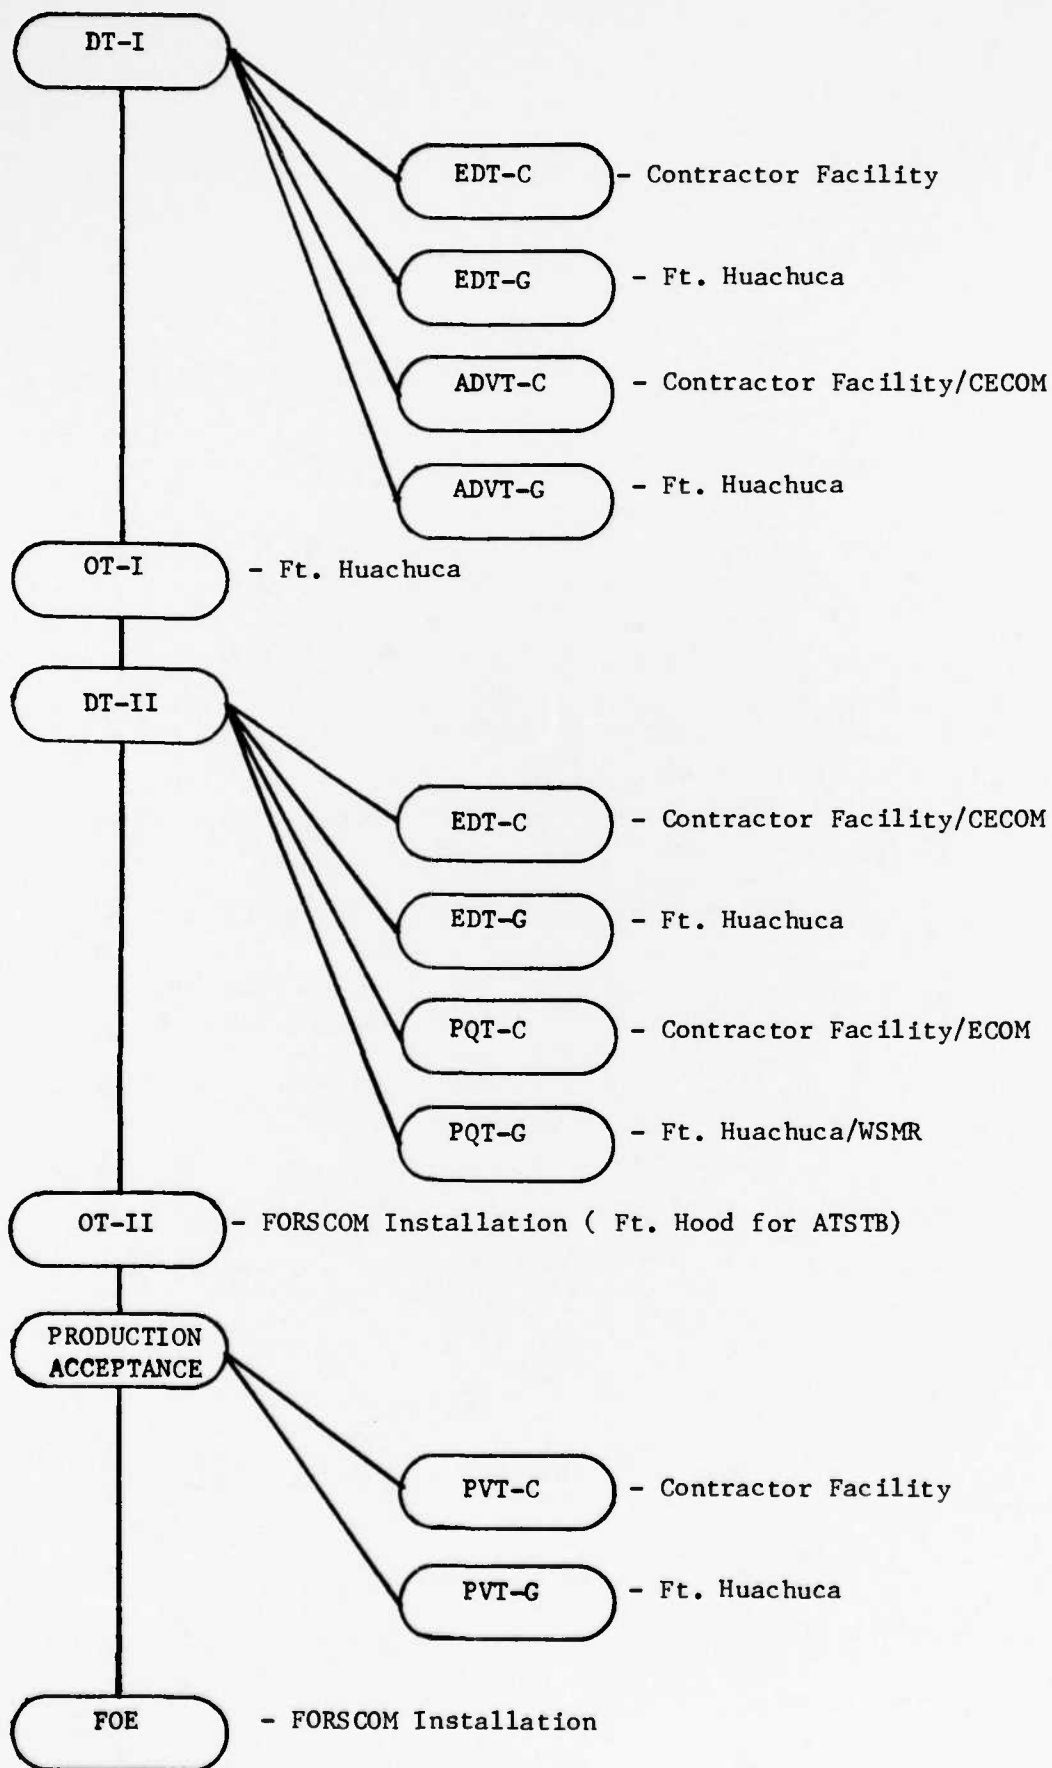 DT-I
EDT-C - Contractor Facility
EDT-G - Ft. Huachuca
ADVT-C - Contractor Facility/CECOM
ADVT-G - Ft. Huachuca
OT-I - Ft. Huachuca
DT-II
EDT-C - Contractor Facility/CECOM
EDT-G - Ft. Huachuca
PQT-C - Contractor Facility/ECOM
PQT-G - Ft. Huachuca/WSMR
OT-II - FORSCOM Installation ( Ft. Hood for ATSTB)
PRODUCTION
ACCEPTANCE
PVT-C - Contractor Facility
PVT-G - Ft. Huachuca
FOE - FORSCOM Installation